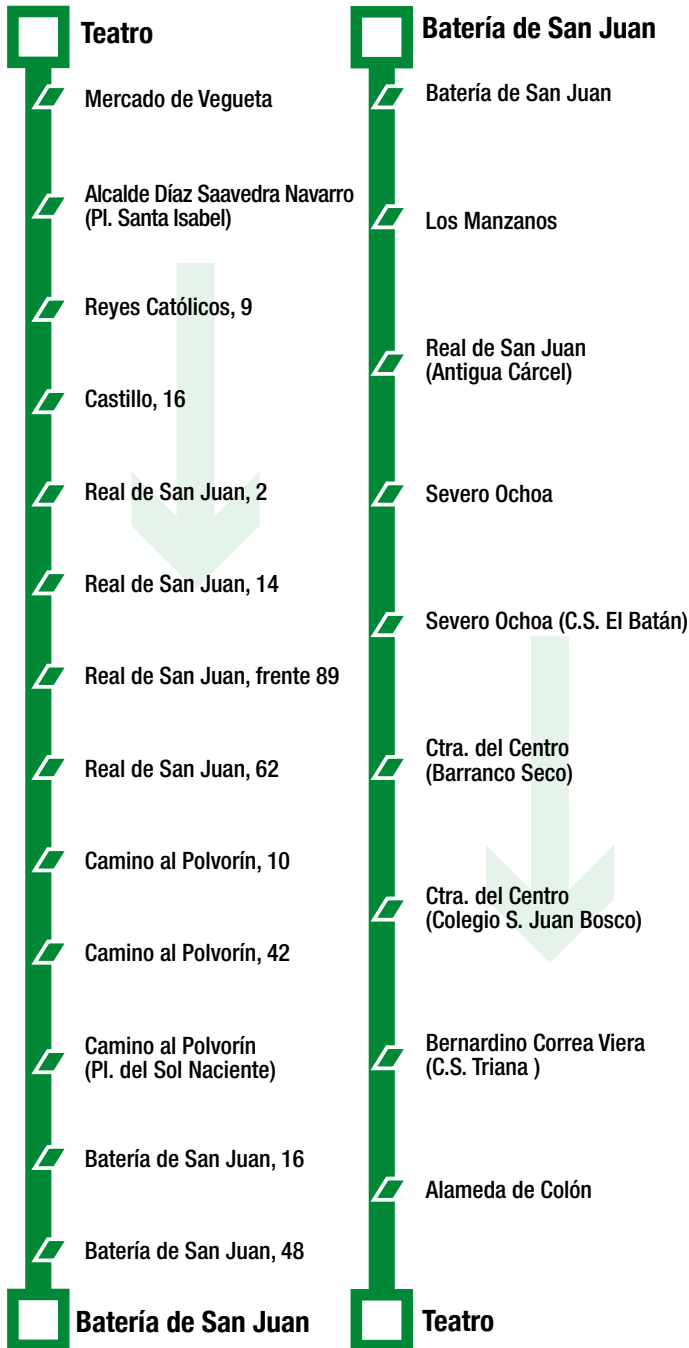 Teatro
Mercado de Vegueta
Alcalde Díaz Saavedra Navarro
(Pl. Santa Isabel)
Reyes Católicos, 9
Castillo, 16
Real de San Juan, 2
Real de San Juan, 14
Real de San Juan, frente 89
Real de San Juan, 62
Camino al Polvorín, 10
Camino al Polvorín, 42
Camino al Polvorín
(Pl. del Sol Naciente)
Batería de San Juan, 16
Batería de San Juan, 48
Batería de San Juan
Batería de San Juan
Batería de San Juan
Los Manzanos
Real de San Juan
(Antigua Cárcel)
Severo Ochoa
Severo Ochoa (C.S. El Batán)
Ctra. del Centro
(Barranco Seco)
Ctra. del Centro
(Colegio S. Juan Bosco)
Bernardino Correa Viera
(C.S. Triana )
Alameda de Colón
Teatro